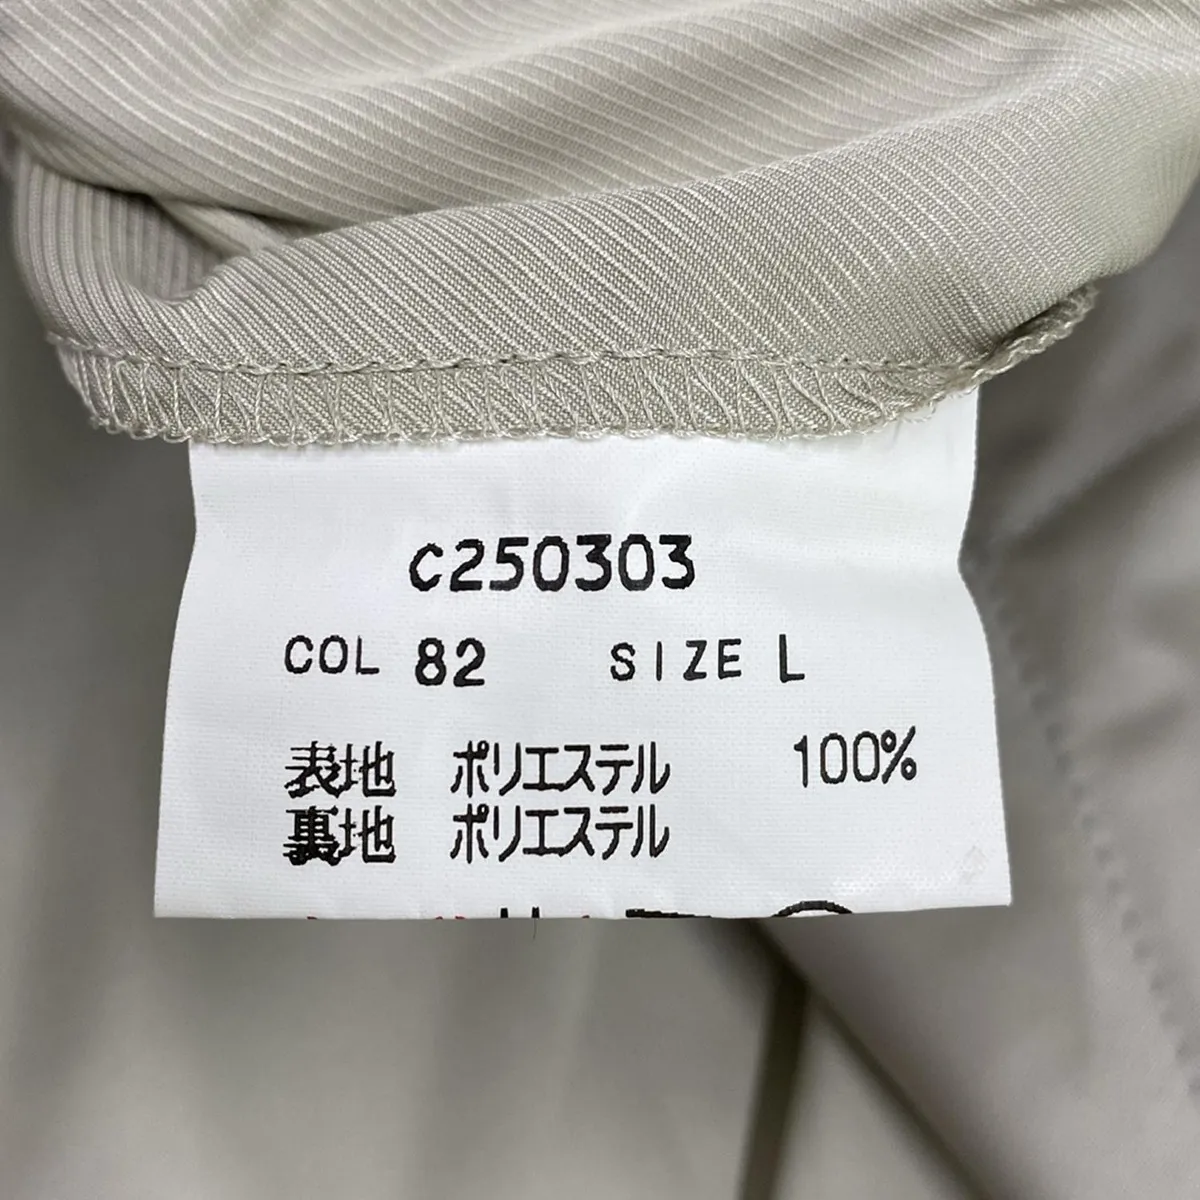 C250303
COL 82 SIZE L
表地 ポリエステル 100%
裏地 ポリエステル